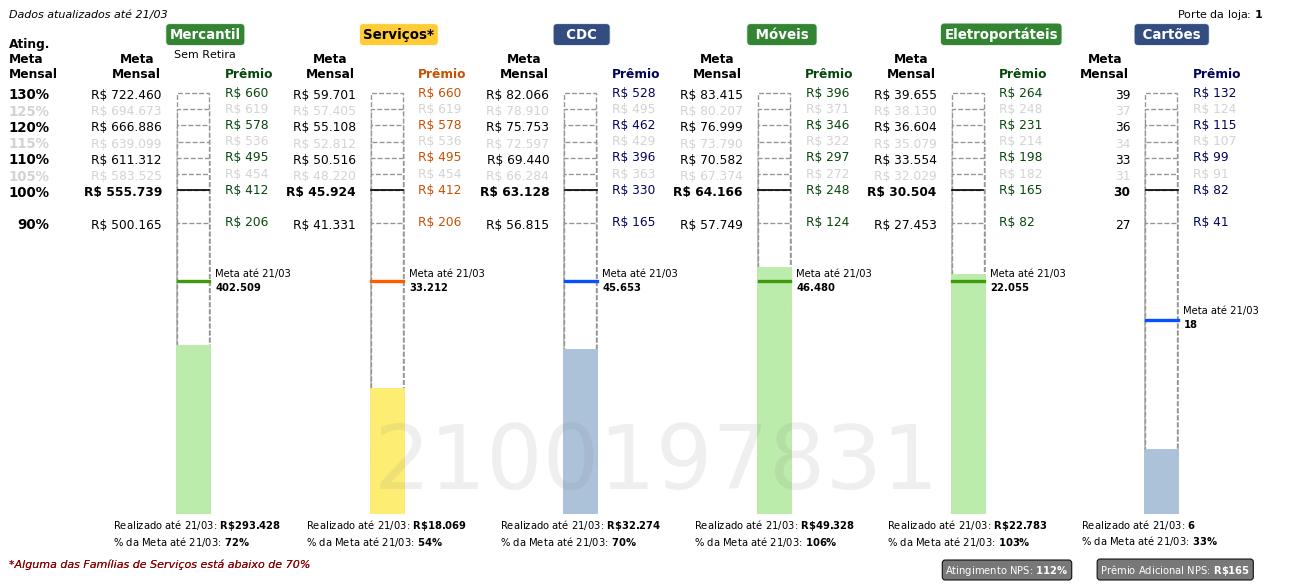 Dados atualizados até 21/03
Porte da loja: 1
Mercantil Serviços* CDC Móveis Eletroportáteis Cartões
Sem Retira
Ating. Meta Mensal
Meta Mensal Prêmio Meta Mensal Prêmio Meta Mensal Prêmio Meta Mensal Prêmio Meta Mensal Prêmio Meta Mensal Prêmio
130% R$ 722.460 R$ 660 R$ 59.701 R$ 660 R$ 82.066 R$ 528 R$ 83.415 R$ 396 R$ 39.655 R$ 264 39 R$ 132
125% R$ 694.673 R$ 619 R$ 57.405 R$ 619 R$ 78.910 R$ 495 R$ 80.207 R$ 371 R$ 38.130 R$ 248 37 R$ 124
120% R$ 666.886 R$ 578 R$ 55.108 R$ 578 R$ 75.753 R$ 462 R$ 76.999 R$ 346 R$ 36.604 R$ 231 36 R$ 115
115% R$ 639.099 R$ 536 R$ 52.812 R$ 536 R$ 72.597 R$ 429 R$ 73.790 R$ 322 R$ 35.079 R$ 214 34 R$ 107
110% R$ 611.312 R$ 495 R$ 50.516 R$ 495 R$ 69.440 R$ 396 R$ 70.582 R$ 297 R$ 33.554 R$ 198 33 R$ 99
105% R$ 583.525 R$ 454 R$ 48.220 R$ 454 R$ 66.284 R$ 363 R$ 67.374 R$ 272 R$ 32.029 R$ 182 31 R$ 91
100% R$ 555.739 R$ 412 R$ 45.924 R$ 412 R$ 63.128 R$ 330 R$ 64.166 R$ 248 R$ 30.504 R$ 165 30 R$ 82
90% R$ 500.165 R$ 206 R$ 41.331 R$ 206 R$ 56.815 R$ 165 R$ 57.749 R$ 124 R$ 27.453 R$ 82 27 R$ 41
Meta até 21/03 Meta até 21/03 Meta até 21/03 Meta até 21/03 Meta até 21/03
402.509 33.212 45.653 46.480 22.055
Meta até 21/03
18
2100197831
Realizado até 21/03: R$293.428 Realizado até 21/03: R$18.069 Realizado até 21/03: R$32.274 Realizado até 21/03: R$49.328 Realizado até 21/03: R$22.783 Realizado até 21/03: 6
% da Meta até 21/03: 72% % da Meta até 21/03: 54% % da Meta até 21/03: 70% % da Meta até 21/03: 106% % da Meta até 21/03: 103% % da Meta até 21/03: 33%
*Alguma das Famílias de Serviços está abaixo de 70%
Atingimento NPS: 112% Prêmio Adicional NPS: R$165